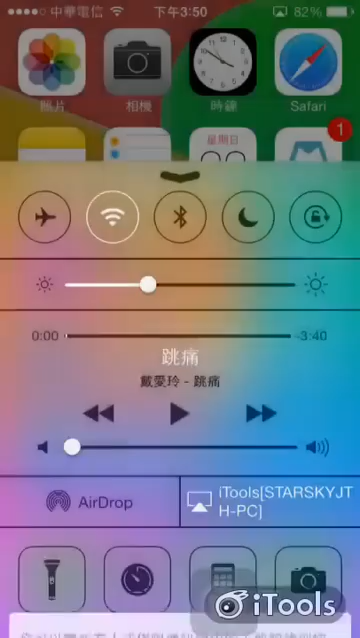 中華電信 下午3:50 82%
照片 相機 時鐘 Safari
星期日 1
0:00 -3:40
跳痛
戴愛玲 - 跳痛
AirDrop
iTools[STARSKYJT
H-PC]
iTools